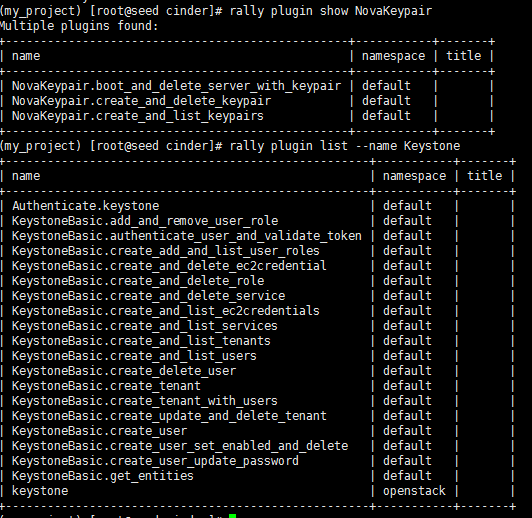 (my_project) [root@seed cinder]# rally plugin show NovaKeypair
Multiple plugins found:
+-----------------------------------------------+-----------+-------+
| name | namespace | title |
+-----------------------------------------------+-----------+-------+
| NovaKeypair.boot_and_delete_server_with_keypair | default | |
| NovaKeypair.create_and_delete_keypair | default | |
| NovaKeypair.create_and_list_keypairs | default | |
+-----------------------------------------------+-----------+-------+
(my_project) [root@seed cinder]# rally plugin list --name Keystone
+--------------------------------------------------+-----------+-------+
| name | namespace | title |
+--------------------------------------------------+-----------+-------+
| Authenticate.keystone | default | |
| KeystoneBasic.add_and_remove_user_role | default | |
| KeystoneBasic.authenticate_user_and_validate_token | default | |
| KeystoneBasic.create_add_and_list_user_roles | default | |
| KeystoneBasic.create_and_delete_ec2credential | default | |
| KeystoneBasic.create_and_delete_role | default | |
| KeystoneBasic.create_and_delete_service | default | |
| KeystoneBasic.create_and_list_ec2credentials | default | |
| KeystoneBasic.create_and_list_services | default | |
| KeystoneBasic.create_and_list_tenants | default | |
| KeystoneBasic.create_and_list_users | default | |
| KeystoneBasic.create_delete_user | default | |
| KeystoneBasic.create_tenant | default | |
| KeystoneBasic.create_tenant_with_users | default | |
| KeystoneBasic.create_update_and_delete_tenant | default | |
| KeystoneBasic.create_user | default | |
| KeystoneBasic.create_user_set_enabled_and_delete | default | |
| KeystoneBasic.create_user_update_password | default | |
| KeystoneBasic.get_entities | default | |
| keystone | openstack | |
+--------------------------------------------------+-----------+-------+
(my_project) [root@seed cinder]#